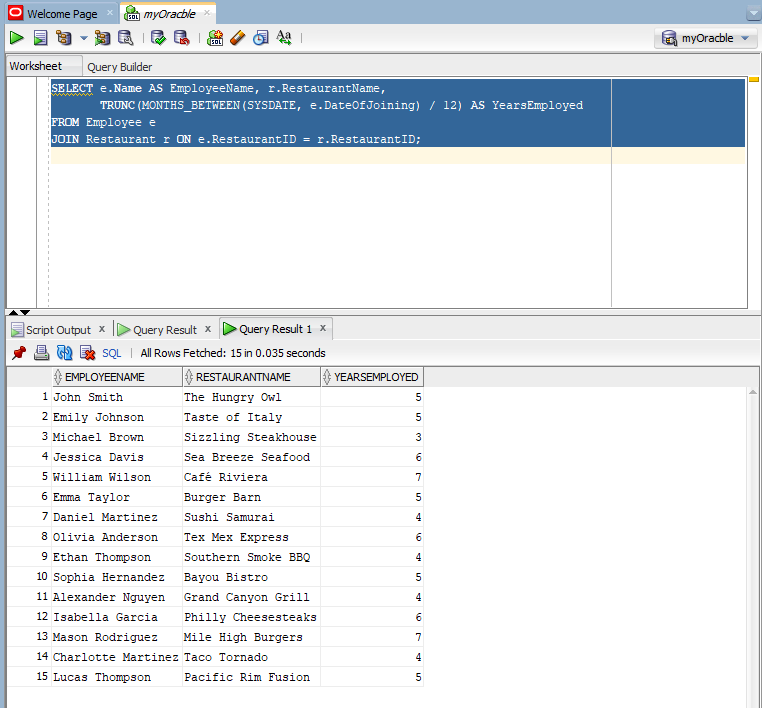 Welcome Page
myOracble
myOracble
Worksheet
Query Builder
SELECT e.Name AS EmployeeName, r.RestaurantName,
TRUNC(MONTHS_BETWEEN(SYSDATE, e.DateOfJoining) / 12) AS YearsEmployed
FROM Employee e
JOIN Restaurant r ON e.RestaurantID = r.RestaurantID;
Script Output x
Query Result x
Query Result 1 x
SQL | All Rows Fetched: 15 in 0.035 seconds
EMPLOYEENAME RESTAURANTNAME YEARSEMPLOYED
1 John Smith The Hungry Owl 5
2 Emily Johnson Taste of Italy 5
3 Michael Brown Sizzling Steakhouse 3
4 Jessica Davis Sea Breeze Seafood 6
5 William Wilson Café Riviera 7
6 Emma Taylor Burger Barn 5
7 Daniel Martinez Sushi Samurai 4
8 Olivia Anderson Tex Mex Express 6
9 Ethan Thompson Southern Smoke BBQ 4
10 Sophia Hernandez Bayou Bistro 5
11 Alexander Nguyen Grand Canyon Grill 4
12 Isabella Garcia Philly Cheesesteaks 6
13 Mason Rodriguez Mile High Burgers 7
14 Charlotte Martinez Taco Tornado 4
15 Lucas Thompson Pacific Rim Fusion 5